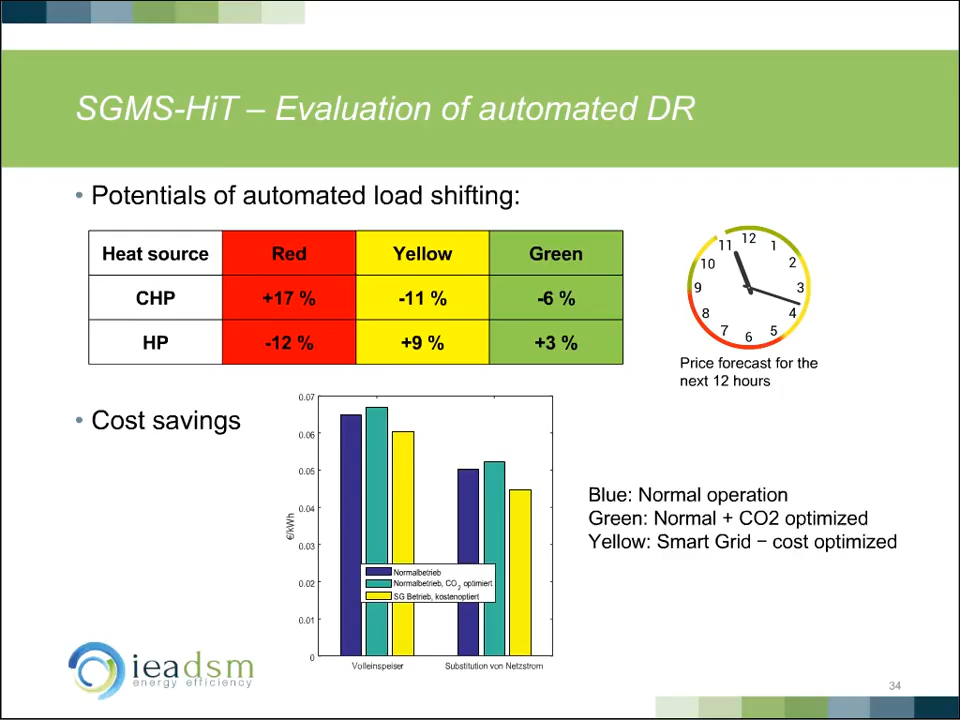 SGMS-HiT – Evaluation of automated DR
• Potentials of automated load shifting:
Heat source Red Yellow Green
CHP +17 % -11 % -6 %
HP -12 % +9 % +3 %
12
11 1
10 2
9 3
8 4
7 5
6
Price forecast for the
next 12 hours
• Cost savings
0.07
0.06
0.05
0.04
0.03
0.02
0.01
0
€/kWh
Normalbetrieb
Normalbetrieb, CO2 optimiert
SG Betrieb, kostenoptiert
Volleinspeiser Substitution von Netzstrom
Blue: Normal operation
Green: Normal + CO2 optimized
Yellow: Smart Grid − cost optimized
ieadsm
energy efficiency
34